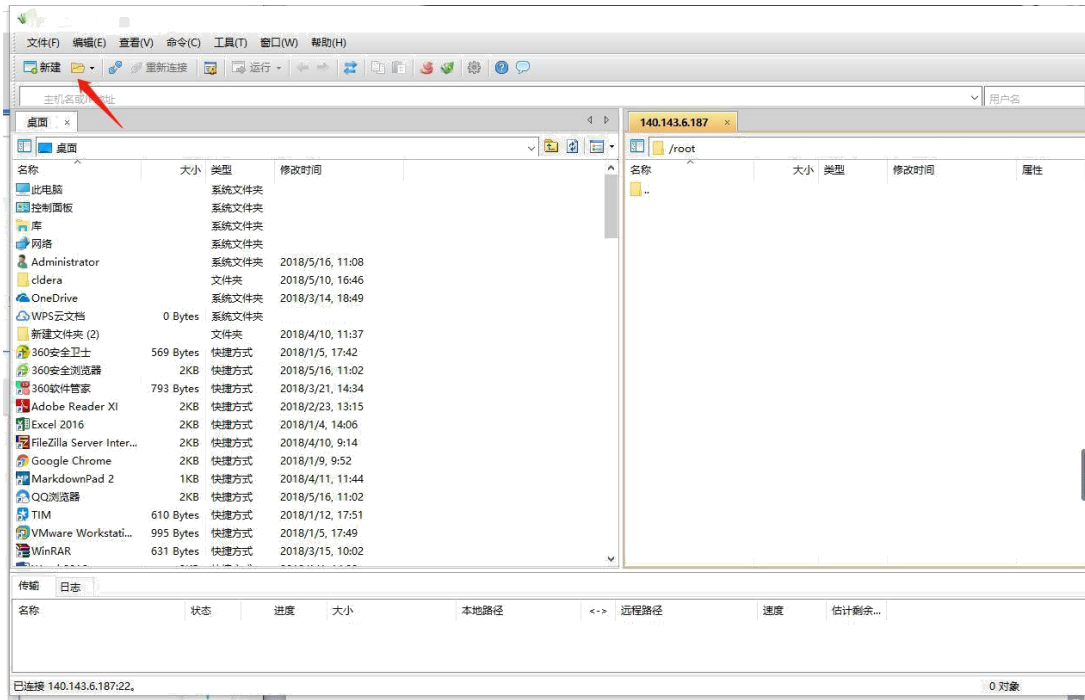 文件(F) 编辑(E) 查看(V) 命令(C) 工具(T) 窗口(W) 帮助(H)
新建 重新连接 运行
主机名或IP地址 用户名
桌面 × 140.143.6.187 ×
桌面 /root
名称 大小 类型 修改时间 名称 大小 类型 修改时间 属性
此电脑 系统文件夹 ..
控制面板 系统文件夹
库 系统文件夹
网络 系统文件夹
Administrator 系统文件夹 2018/5/16, 11:08
cldera 文件夹 2018/5/10, 16:46
OneDrive 系统文件夹 2018/3/14, 18:49
WPS云文档 0 Bytes 系统文件夹
新建文件夹 (2) 文件夹 2018/4/10, 11:37
360安全卫士 569 Bytes 快捷方式 2018/1/5, 17:42
360安全浏览器 2KB 快捷方式 2018/5/16, 11:02
360软件管家 793 Bytes 快捷方式 2018/3/21, 14:34
Adobe Reader XI 2KB 快捷方式 2018/2/23, 13:15
Excel 2016 2KB 快捷方式 2018/1/4, 14:06
FileZilla Server Inter... 2KB 快捷方式 2018/4/10, 9:14
Google Chrome 2KB 快捷方式 2018/1/9, 9:52
MarkdownPad 2 1KB 快捷方式 2018/4/11, 11:44
QQ浏览器 2KB 快捷方式 2018/5/16, 11:02
TIM 610 Bytes 快捷方式 2018/1/12, 17:51
VMware Workstati... 995 Bytes 快捷方式 2018/1/5, 17:49
WinRAR 631 Bytes 快捷方式 2018/3/15, 10:02
传输 日志
名称 状态 进度 大小 本地路径 <-> 远程路径 速度 估计剩余...
已连接 140.143.6.187:22。 0 对象